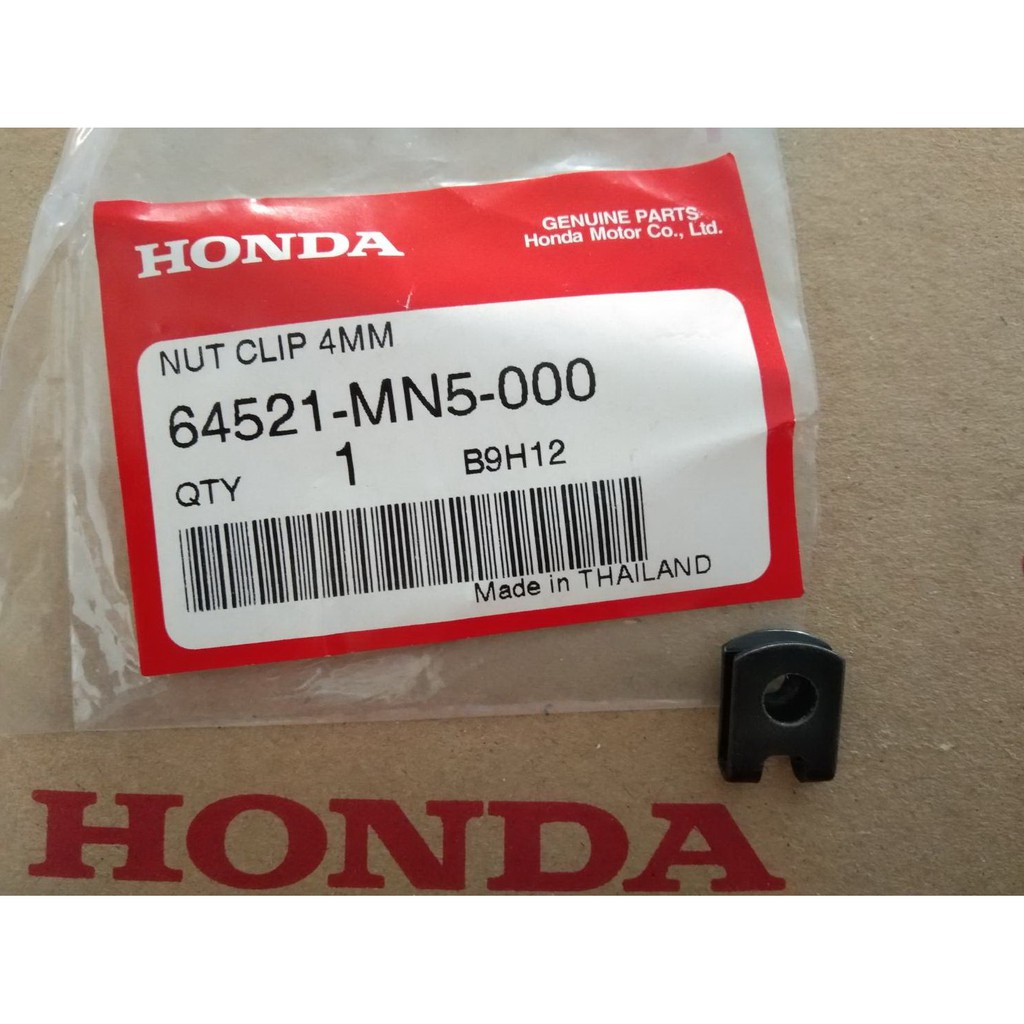 HONDA
GENUINE PARTS
Honda Motor Co., Ltd.
NUT CLIP 4MM
64521-MN5-000
QTY 1 B9H12
Made in THAILAND
HONDA